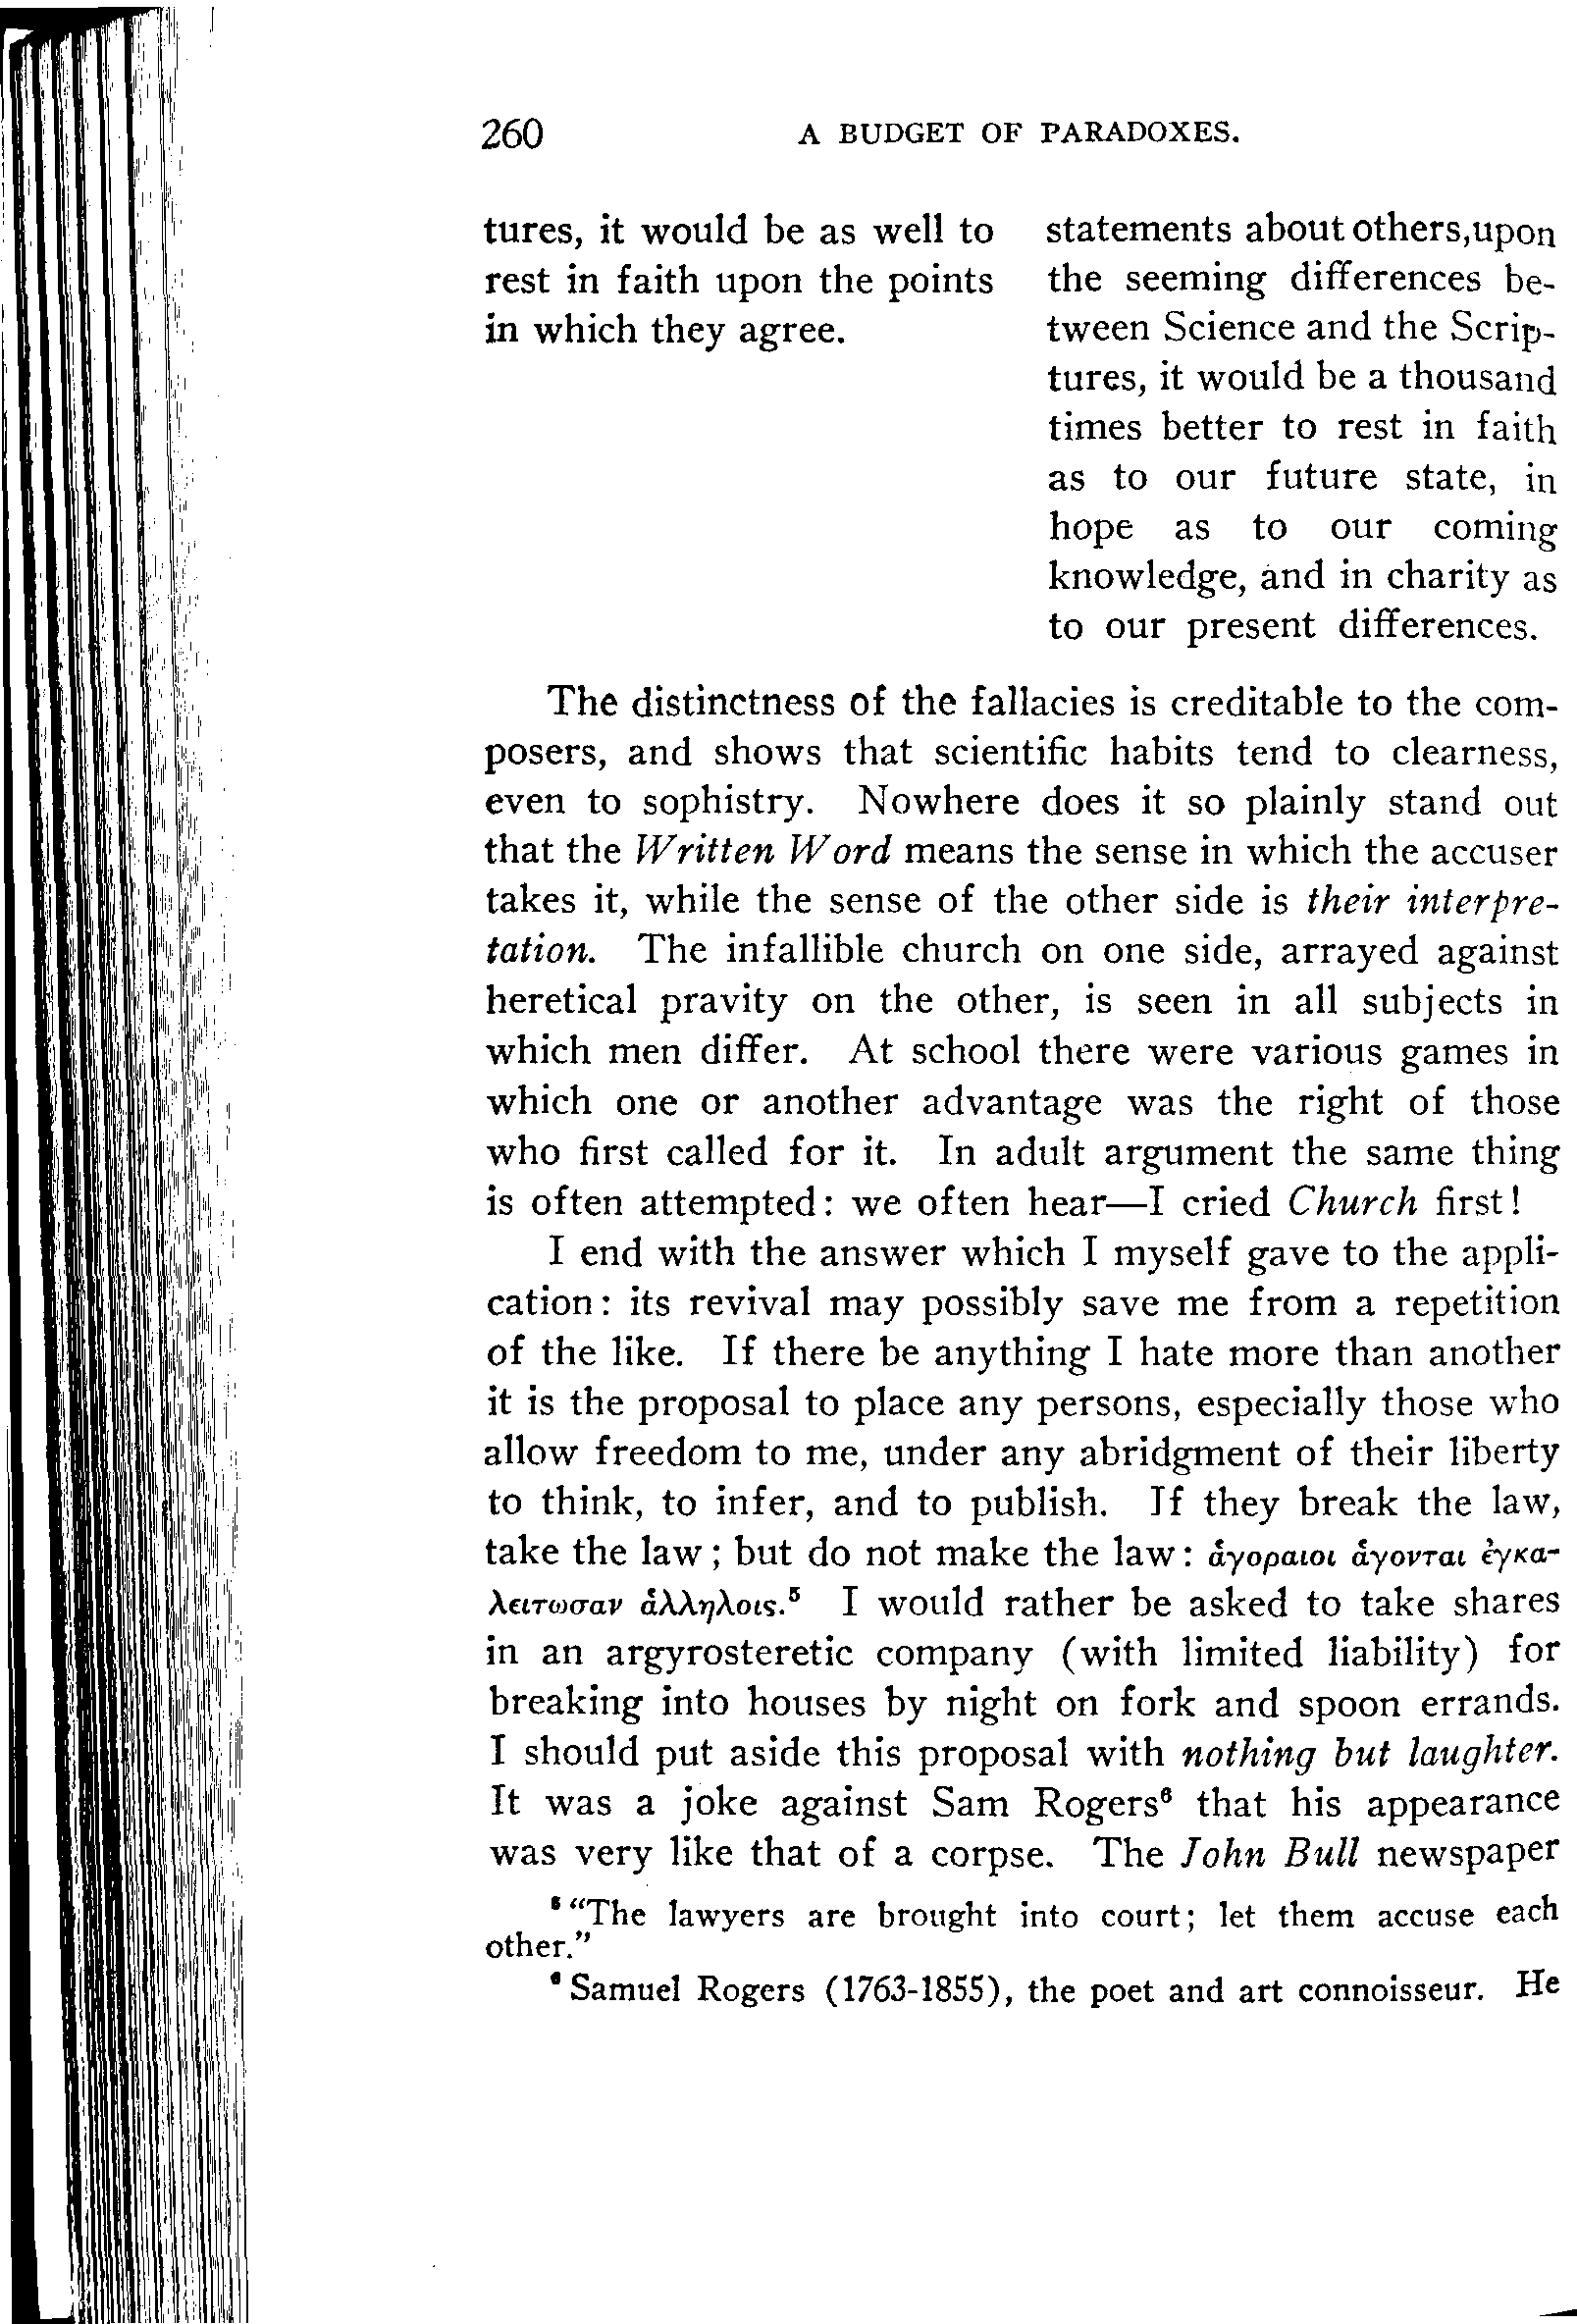 260 A BUDGET OF PARADOXES.
tures, it would be as well to
rest in faith upon the points
in which they agree.
statements about others,upon
the seeming differences be-
tween Science and the Scrip-
tures, it would be a thousand
times better to rest in faith
as to our future state, in
hope as to our coming
knowledge, and in charity as
to our present differences.
The distinctness of the fallacies is creditable to the com-
posers, and shows that scientific habits tend to clearness,
even to sophistry. Nowhere does it so plainly stand out
that the Written Word means the sense in which the accuser
takes it, while the sense of the other side is their interpre-
tation. The infallible church on one side, arrayed against
heretical pravity on the other, is seen in all subjects in
which men differ. At school there were various games in
which one or another advantage was the right of those
who first called for it. In adult argument the same thing
is often attempted: we often hear—I cried Church first!
I end with the answer which I myself gave to the appli-
cation: its revival may possibly save me from a repetition
of the like. If there be anything I hate more than another
it is the proposal to place any persons, especially those who
allow freedom to me, under any abridgment of their liberty
to think, to infer, and to publish. If they break the law,
take the law; but do not make the law: ἀγοραιοι ἀγονται ἐγκα-
λειτωσαν ἀλληλοις.⁵ I would rather be asked to take shares
in an argyrosteretic company (with limited liability) for
breaking into houses by night on fork and spoon errands.
I should put aside this proposal with nothing but laughter.
It was a joke against Sam Rogers⁶ that his appearance
was very like that of a corpse. The John Bull newspaper
⁵ "The lawyers are brought into court; let them accuse each
other."
⁶ Samuel Rogers (1763-1855), the poet and art connoisseur. He